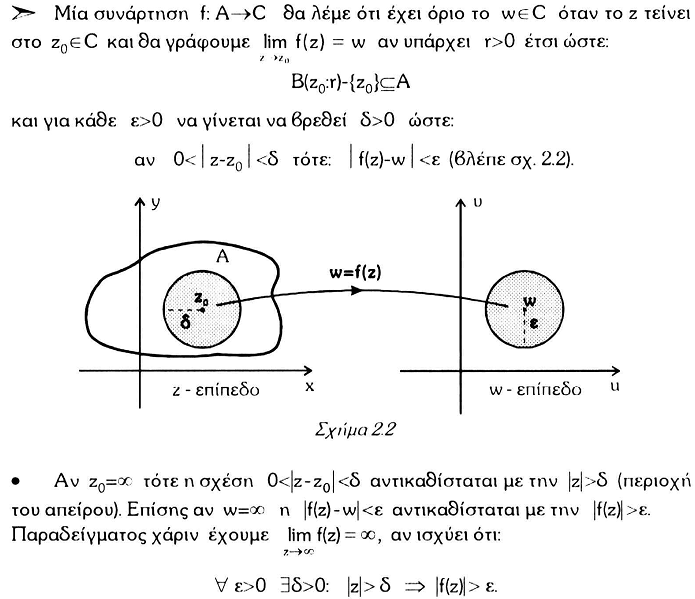 ➢ Μία συνάρτηση f: A→C θα λέμε ότι έχει όριο το w∈C όταν το z τείνει
στο z₀∈C και θα γράφουμε lim f(z) = w αν υπάρχει r>0 έτσι ώστε:
z→z₀
B(z₀:r)-{z₀}⊆A
και για κάθε ε>0 να γίνεται να βρεθεί δ>0 ώστε:
αν 0<|z-z₀|<δ τότε: |f(z)-w|<ε (βλέπε σχ. 2.2).
y
υ
A
w=f(z)
z₀
w
δ
ε
x
u
z - επίπεδο
w - επίπεδο
Σχήμα 2.2
• Αν z₀=∞ τότε η σχέση 0<|z-z₀|<δ αντικαθίσταται με την |z|>δ (περιοχή
του απείρου). Επίσης αν w=∞ η |f(z)-w|<ε αντικαθίσταται με την |f(z)|>ε.
Παραδείγματος χάριν έχουμε lim f(z) = ∞, αν ισχύει ότι:
z→∞
∀ ε>0 ∃δ>0: |z|>δ ⇒ |f(z)|>ε.